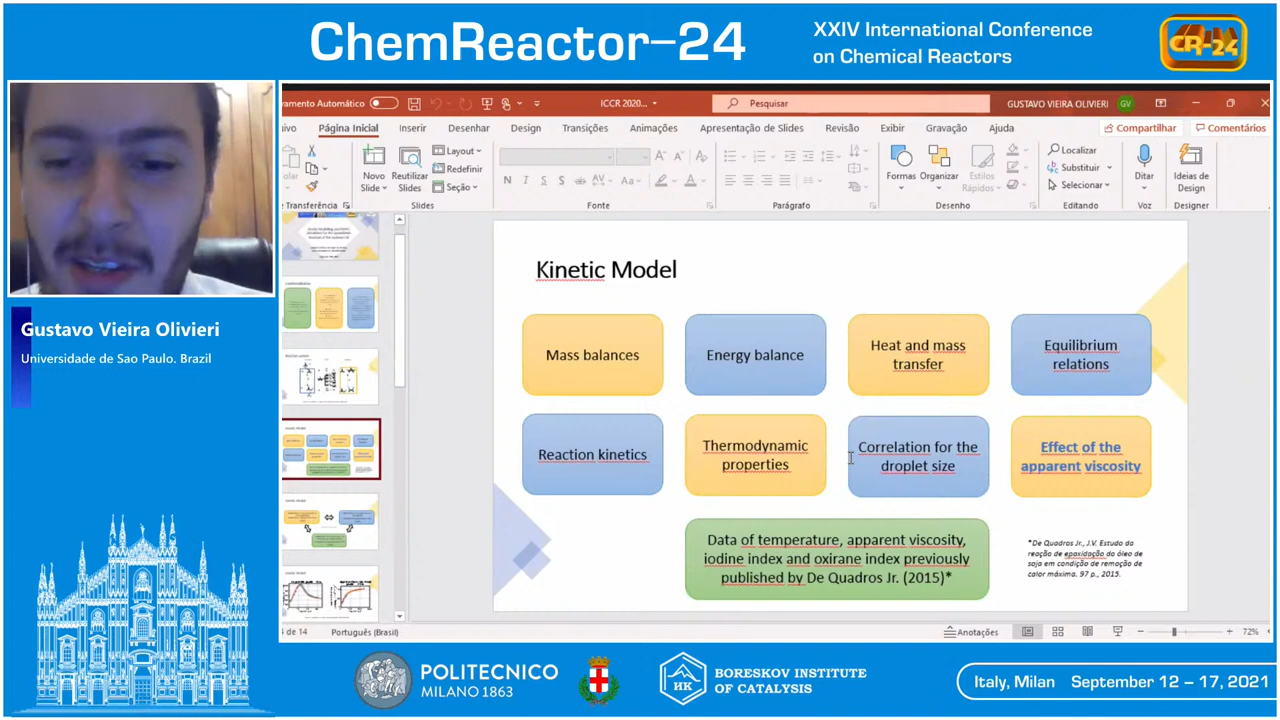 ChemReactor-24
XXIV International Conference
on Chemical Reactors
CR-24
Gustavo Vieira Olivieri
Universidade de Sao Paulo. Brazil
vamento Automático
ICCR 2020...
Pesquisar
GUSTAVO VIEIRA OLIVIERI
GV
ivo
Página Inicial
Inserir
Desenhar
Design
Transições
Animações
Apresentação de Slides
Revisão
Exibir
Gravação
Ajuda
Compartilhar
Comentários
olar
Novo
Slide
Reutilizar
Slides
Layout
Redefinir
Seção
N I S
Aa
Formas
Organizar
Estilos
Rápidos
Localizar
Substituir
Selecionar
Ditar
Ideias de
Design
Transferência
Slides
Fonte
Parágrafo
Desenho
Editando
Voz
Designer
Kinetic Model
Mass balances
Energy balance
Heat and mass
transfer
Equilibrium
relations
Reaction kinetics
Thermodynamic
properties
Correlation for the
droplet size
Effect of the
apparent viscosity
Data of temperature, apparent viscosity,
iodine index and oxirane index previously
published by De Quadros Jr. (2015)*
*De Quadros Jr., J.V. Estudo da
reação de epoxidação do óleo de
soja em condição de remoção de
calor máxima. 97 p., 2015.
4 de 14
Português (Brasil)
Anotações
72%
POLITECNICO
MILANO 1863
HK
BORESKOV INSTITUTE
OF CATALYSIS
Italy, Milan September 12 – 17, 2021